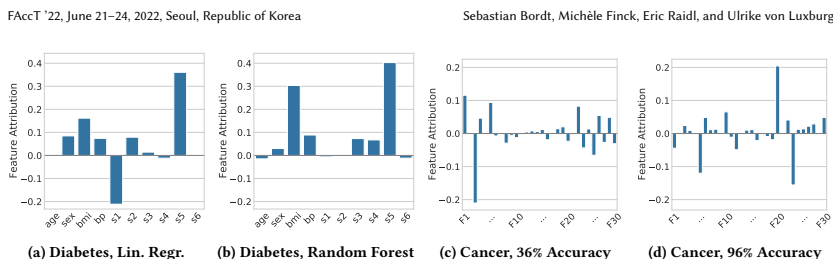 FAccT ’22, June 21–24, 2022, Seoul, Republic of Korea
Sebastian Bordt, Michèle Finck, Eric Raidl, and Ulrike von Luxburg
Feature Attribution
0.4
0.3
0.2
0.1
0.0
−0.1
−0.2
age sex bmi bp s1 s2 s3 s4 s5 s6
(a) Diabetes, Lin. Regr.
Feature Attribution
0.4
0.3
0.2
0.1
0.0
−0.1
−0.2
age sex bmi bp s1 s2 s3 s4 s5 s6
(b) Diabetes, Random Forest
Feature Attribution
0.2
0.1
0.0
−0.1
−0.2
F1 ... F10 ... F20 ... F30
(c) Cancer, 36% Accuracy
Feature Attribution
0.2
0.1
0.0
−0.1
−0.2
F1 ... F10 ... F20 ... F30
(d) Cancer, 96% Accuracy